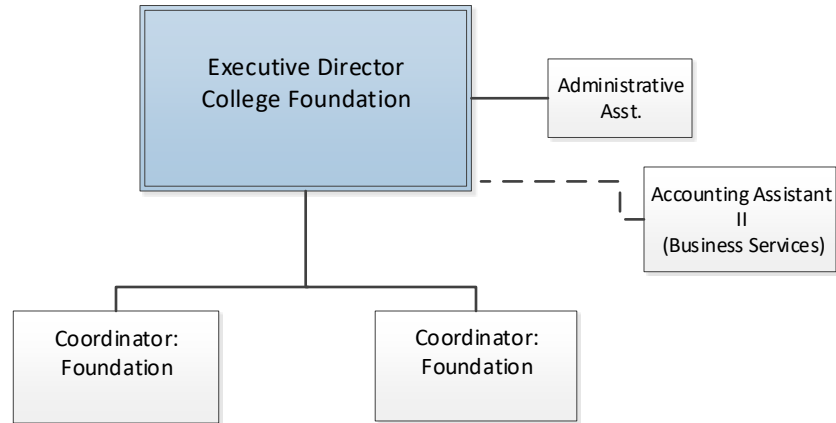 Executive Director
College Foundation
Administrative
Asst.
Accounting Assistant
II
(Business Services)
Coordinator:
Foundation
Coordinator:
Foundation